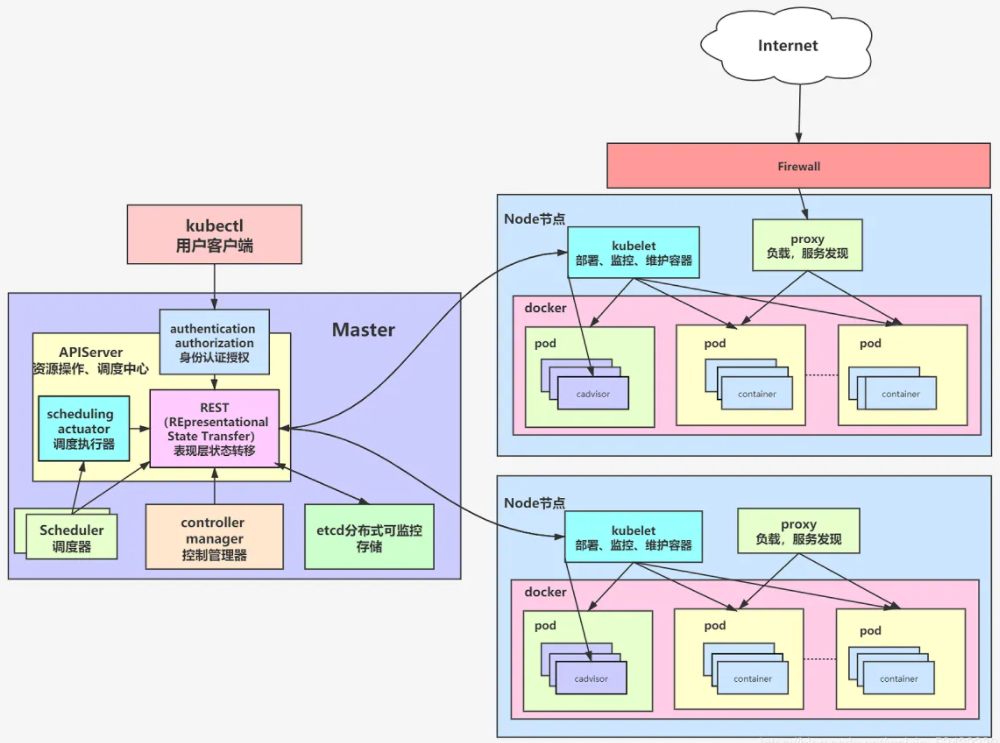 Internet
Firewall
kubectl
用户客户端
Master
authentication
authorization
身份认证授权
APIServer
资源操作、调度中心
scheduling
actuator
调度执行器
REST
(REpresentational
State Transfer)
表现层状态转移
Scheduler
调度器
controller
manager
控制管理器
etcd分布式可监控
存储
Node节点
kubelet
部署、监控、维护容器
proxy
负载，服务发现
docker
pod
cadvisor
pod
container
pod
container
Node节点
kubelet
部署、监控、维护容器
proxy
负载，服务发现
docker
pod
cadvisor
pod
container
pod
container